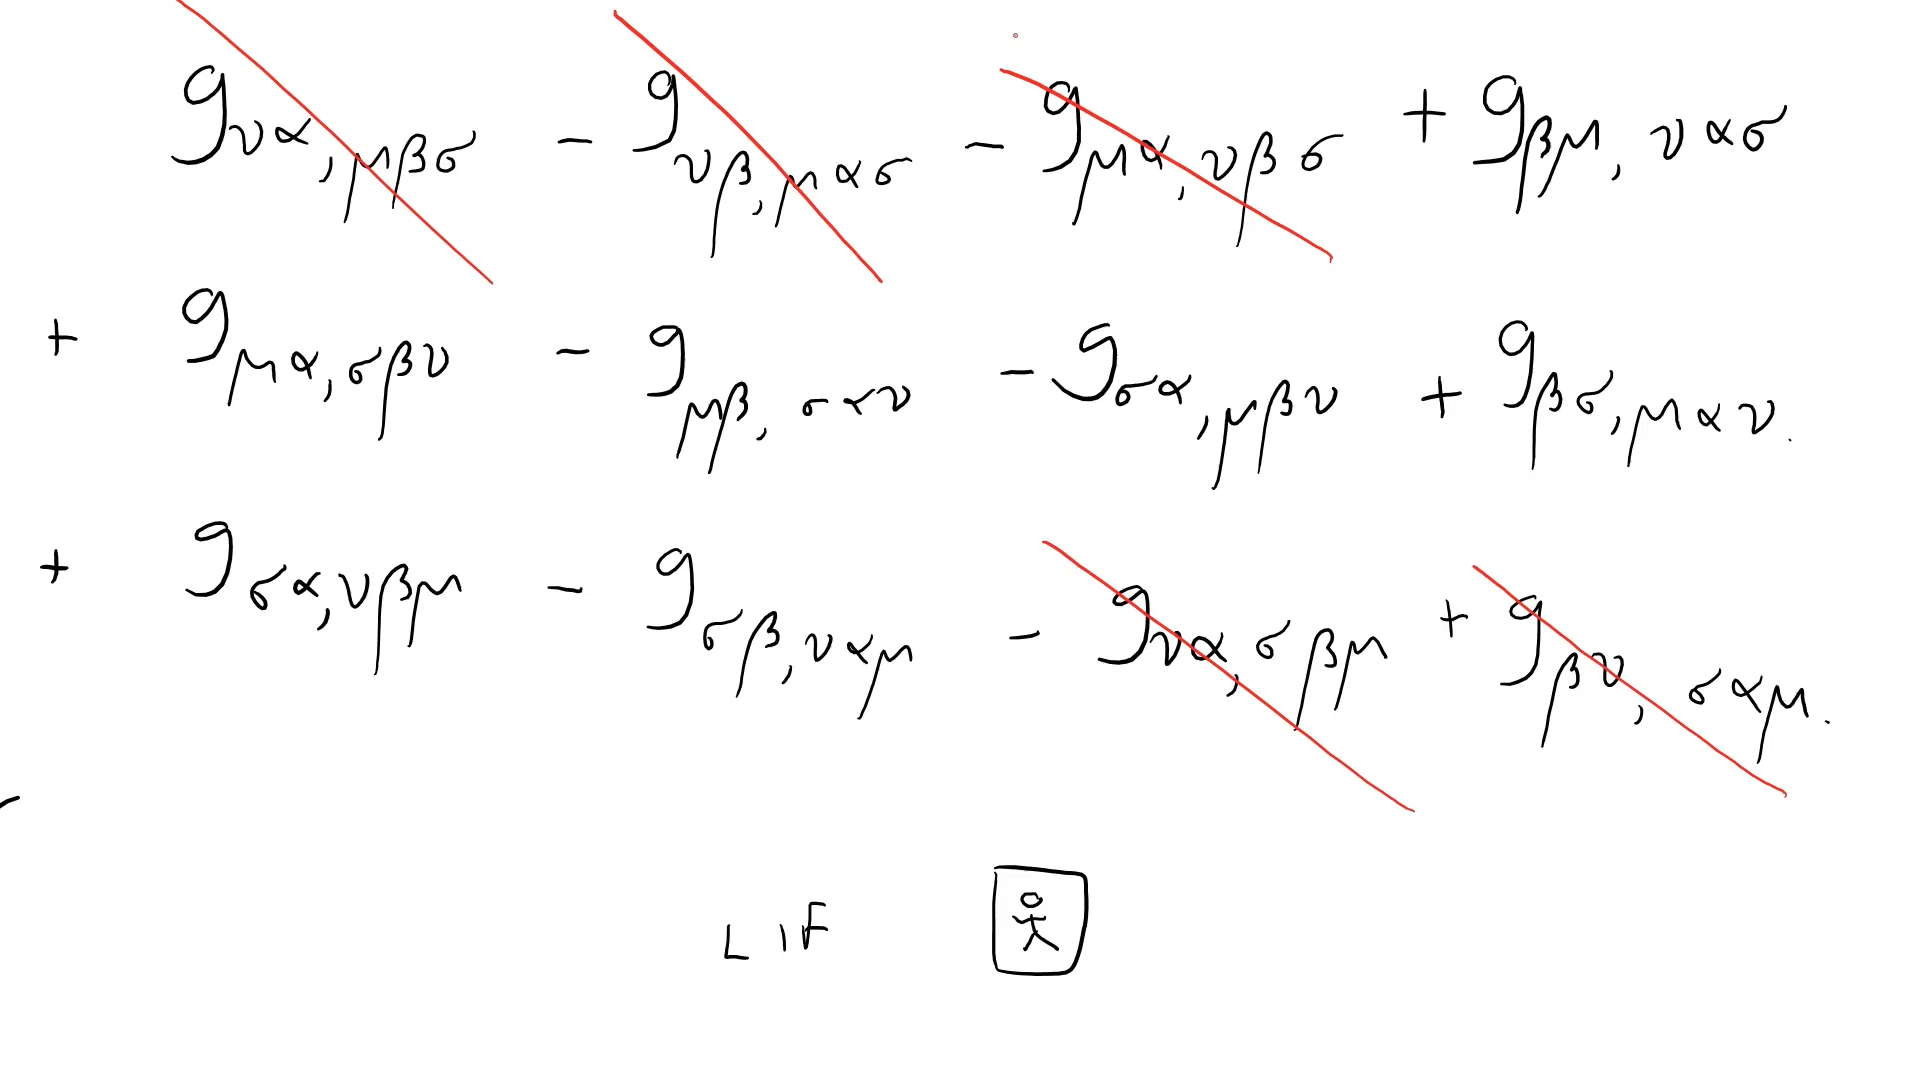 g_{να,μβσ} - g_{νβ,μασ} - g_{μα,νβσ} + g_{βμ,νασ}
+ g_{μα,σβν} - g_{μβ,σαν} - g_{σα,μβν} + g_{βσ,μαν}.
+ g_{σα,νβμ} - g_{σβ,ναμ} - g_{να,σβμ} + g_{βν,σαμ}.
LIF